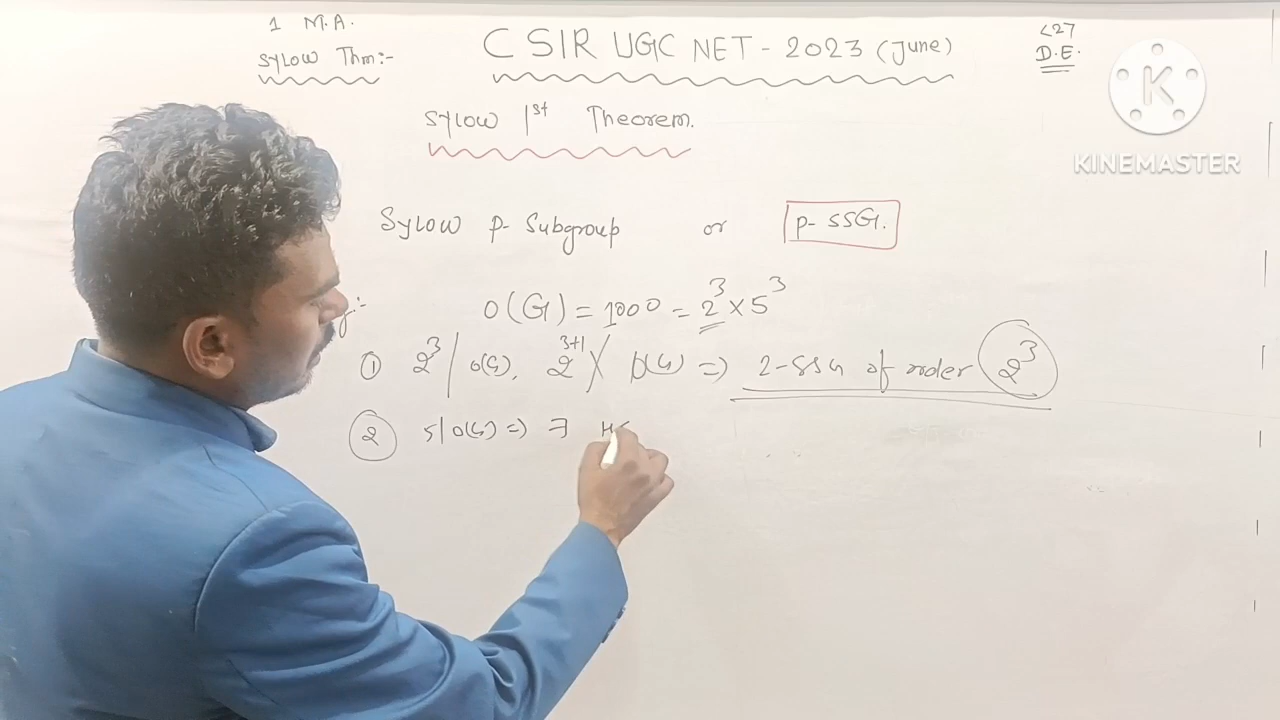 1 M.A.
Sylow Thm:-
CSIR UGC NET - 2023 (June)
<27
D.E.
K
KINEMASTER
Sylow 1st Theorem.
Sylow p- Subgroup or p- SSG.
O(G) = 1000 = 2³ × 5³
① 2³ | O(G), 2³⁺¹ ∤ O(G) => 2-SSG of order 2³
② 5 | O(G) => ∃ H